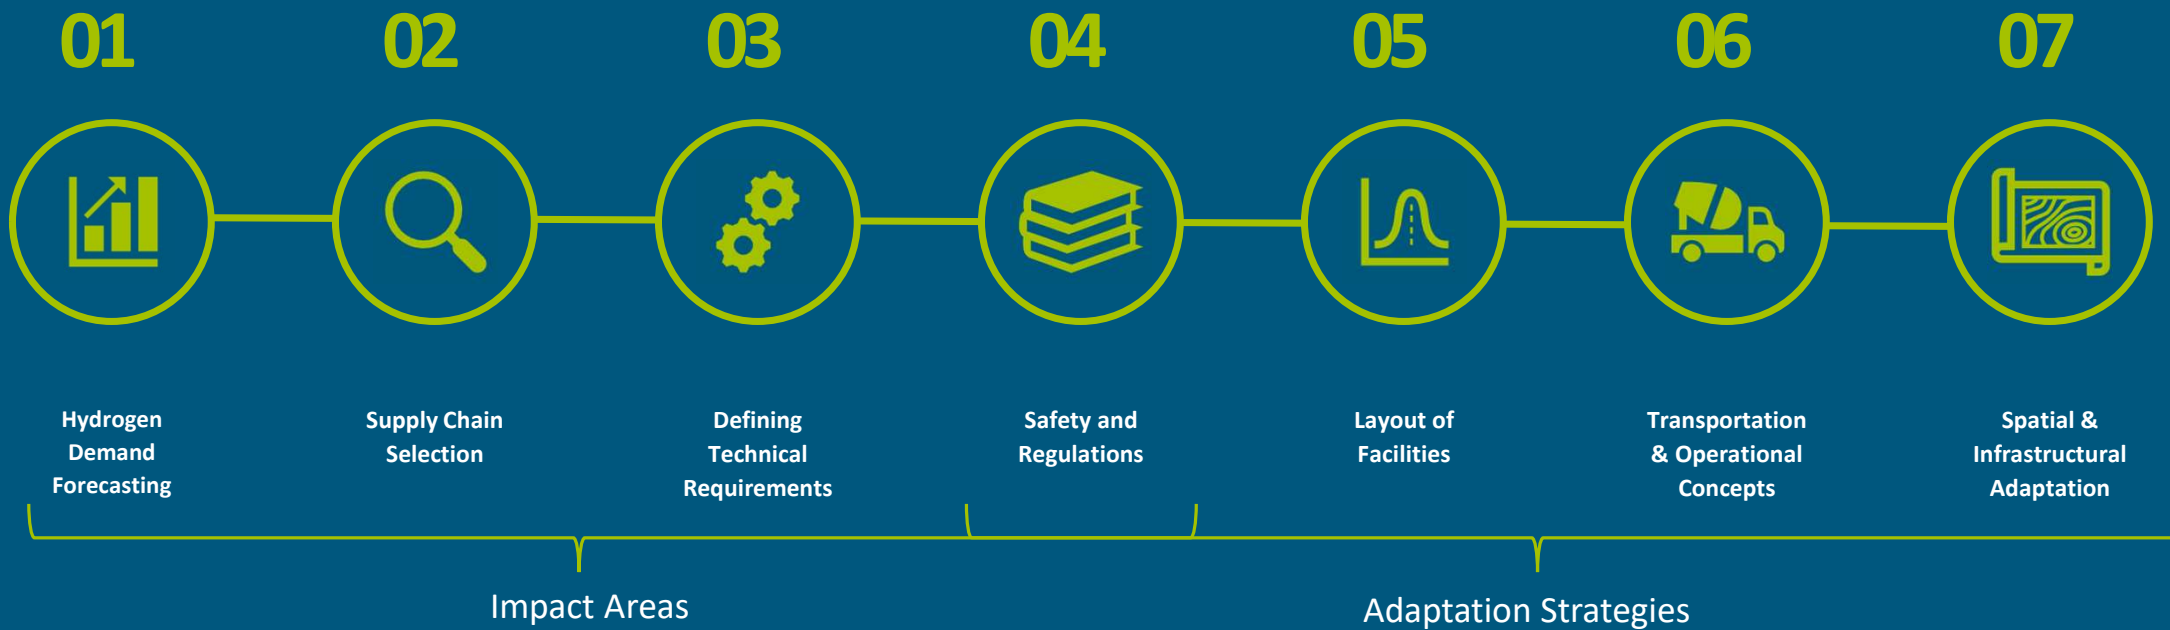 01
02
03
04
05
06
07
Hydrogen
Demand
Forecasting
Supply Chain
Selection
Defining
Technical
Requirements
Safety and
Regulations
Layout of
Facilities
Transportation
& Operational
Concepts
Spatial &
Infrastructural
Adaptation
Impact Areas
Adaptation Strategies